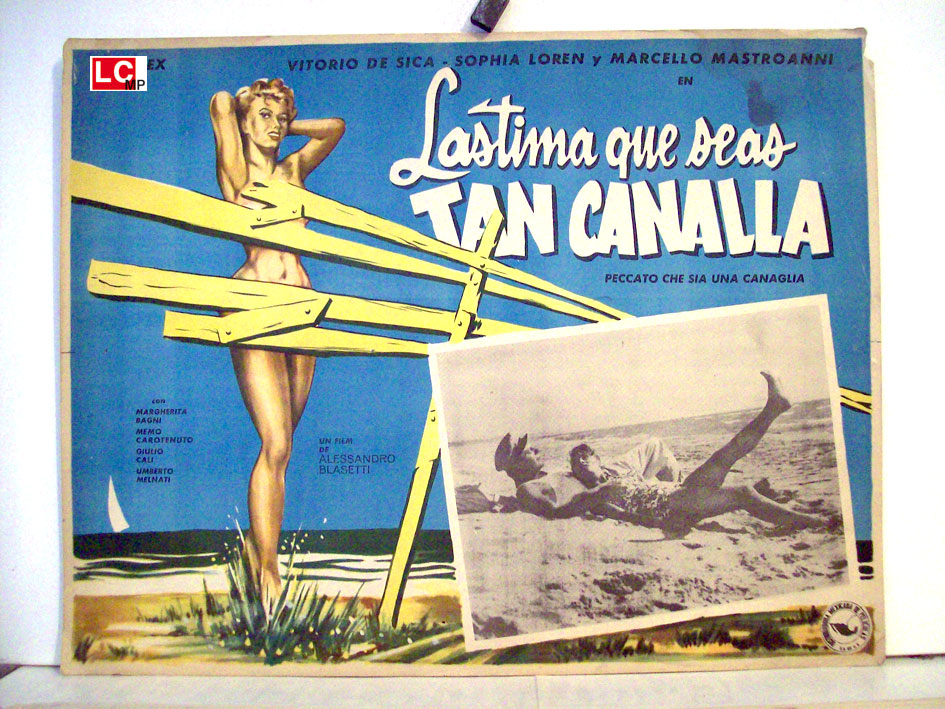 LC
MP
EX
VITORIO DE SICA - SOPHIA LOREN y MARCELLO MASTROANNI
EN
Lastima que seas
TAN CANALLA
PECCATO CHE SIA UNA CANAGLIA
con
MARGHERITA
BAGNI
MEMO
CAROTENUTO
GIULIO
CALI
UMBERTO
MELNATI
UN FILM
DE
ALESSANDRO
BLASETTI